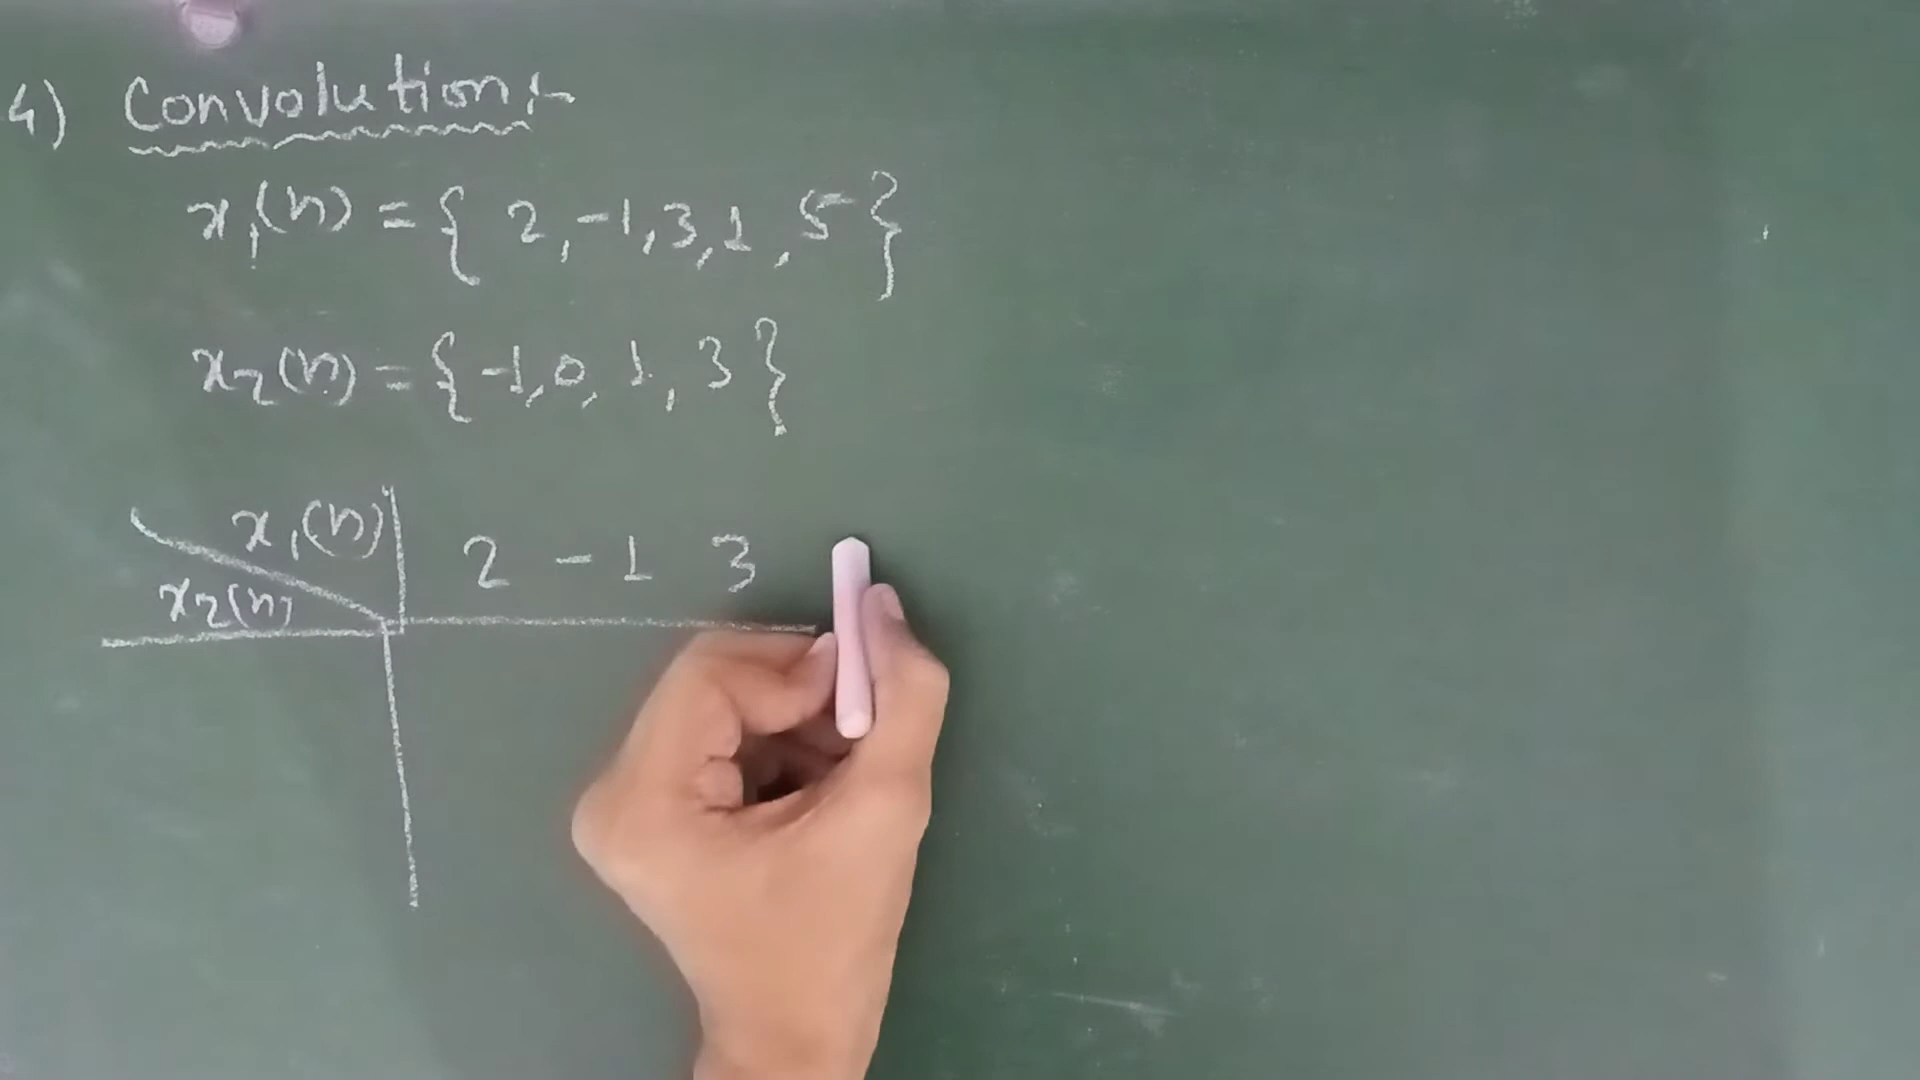 4) Convolution:-
x₁(n) = { 2, -1, 3, 1, 5 }
x₂(n) = { -1, 0, 1, 3 }
x₁(n) 2 -1 3
x₂(n)